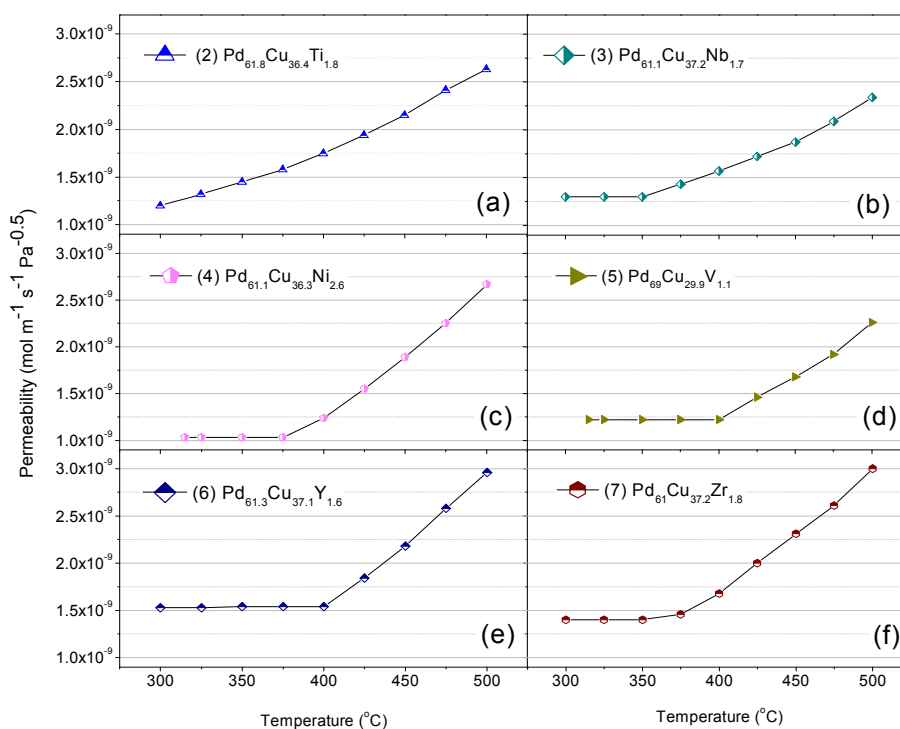 Permeability (mol m⁻¹ s⁻¹ Pa⁻⁰·⁵)
3.0x10⁻⁹
2.5x10⁻⁹
2.0x10⁻⁹
1.5x10⁻⁹
1.0x10⁻⁹
(2) Pd₆₁.₈Cu₃₆.₄Ti₁.₈
(a)
(3) Pd₆₁.₁Cu₃₇.₂Nb₁.₇
(b)
3.0x10⁻⁹
2.5x10⁻⁹
2.0x10⁻⁹
1.5x10⁻⁹
1.0x10⁻⁹
(4) Pd₆₁.₁Cu₃₆.₃Ni₂.₆
(c)
(5) Pd₆₉Cu₂₉.₉V₁.₁
(d)
3.0x10⁻⁹
2.5x10⁻⁹
2.0x10⁻⁹
1.5x10⁻⁹
1.0x10⁻⁹
(6) Pd₆₁.₃Cu₃₇.₁Y₁.₆
(e)
(7) Pd₆₁Cu₃₇.₂Zr₁.₈
(f)
300 350 400 450 500
300 350 400 450 500
Temperature (°C)
Temperature (°C)